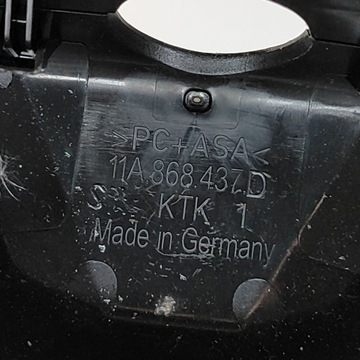 >PC+ASA<
11A 868 437 D
KTK 1
Made in Germany